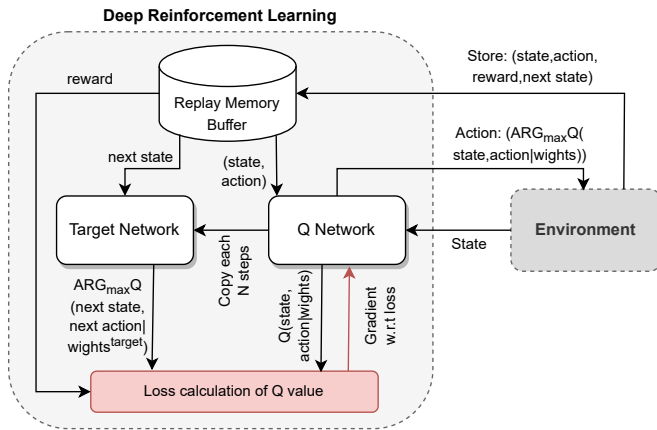 Deep Reinforcement Learning
reward
Replay Memory
Buffer
Store: (state,action,
reward,next state)
Action: (ARGmaxQ(
state,action|wights))
next state
(state,
action)
Target Network
Q Network
Environment
State
Copy each
N steps
ARGmaxQ
(next state,
next action|
wights^target)
Q(state,
action|wights)
Gradient
w.r.t loss
Loss calculation of Q value